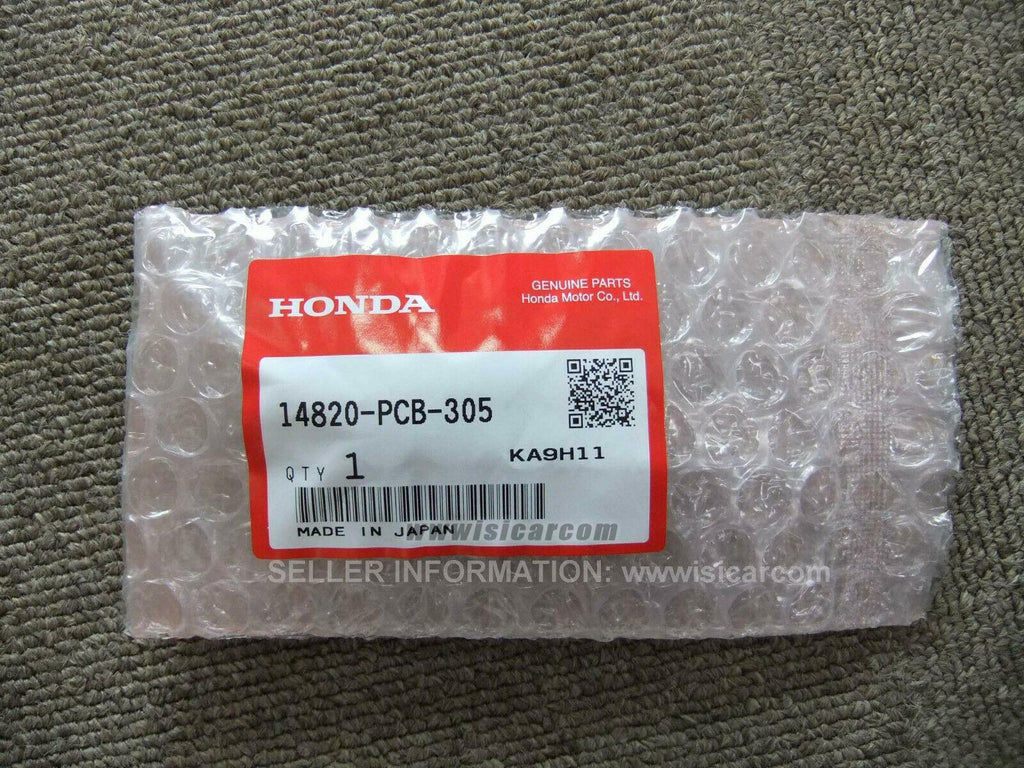 HONDA
GENUINE PARTS
Honda Motor Co., Ltd.
14820-PCB-305
KA9H11
QTY 1
MADE IN JAPAN
wwwisicarcom
SELLER INFORMATION: wwwisicarcom